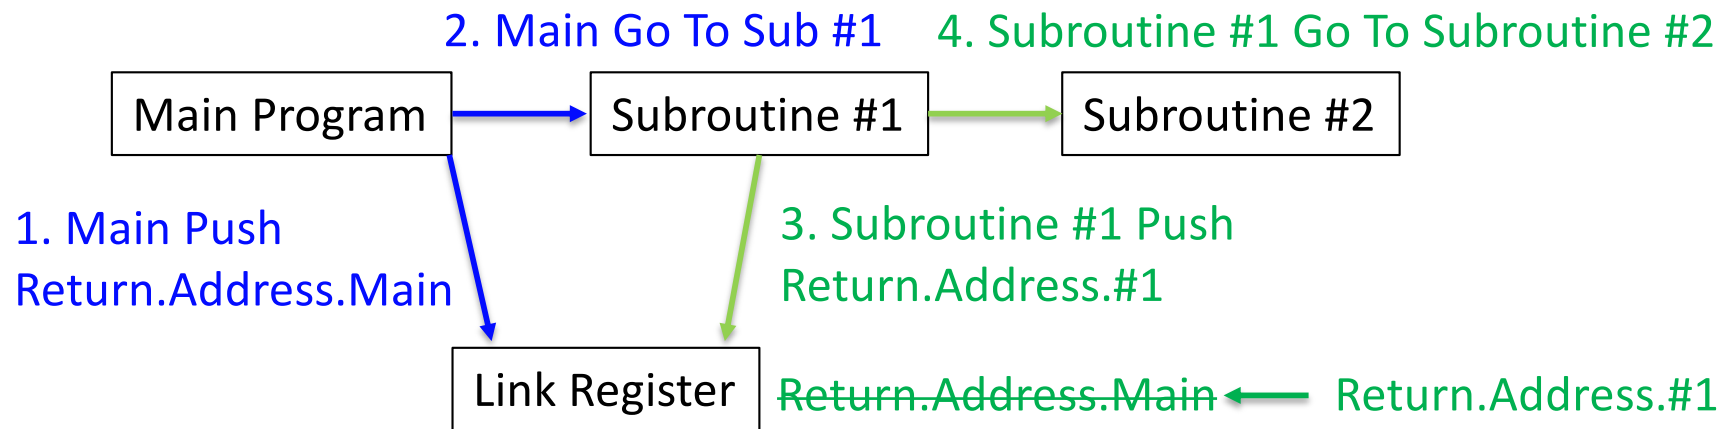 2. Main Go To Sub #1
4. Subroutine #1 Go To Subroutine #2
Main Program
Subroutine #1
Subroutine #2
1. Main Push
Return.Address.Main
3. Subroutine #1 Push
Return.Address.#1
Link Register
Return.Address.Main
Return.Address.#1